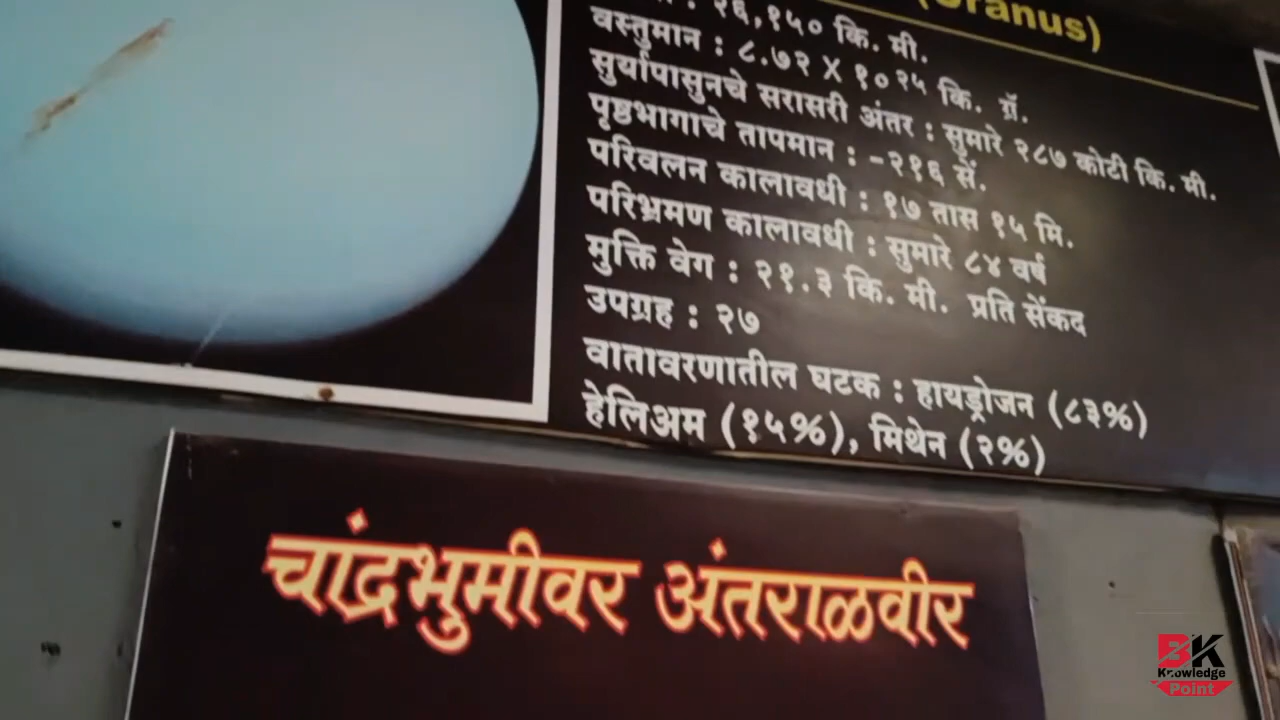 (Uranus)
: २६,१५० कि. मी.
वस्तुमान : ८.७२ X १०२५ कि. ग्रॅ.
सुर्यापासुनचे सरासरी अंतर : सुमारे २८७ कोटी कि. मी.
पृष्ठभागाचे तापमान : -२१६ सें.
परिवलन कालावधी : १७ तास १५ मि.
परिभ्रमण कालावधी : सुमारे ८४ वर्ष
मुक्ति वेग : २१.३ कि. मी. प्रति सेंकद
उपग्रह : २७
वातावरणातील घटक : हायड्रोजन (८३%)
हेलिअम (१५%), मिथेन (२%)
चांद्रभुमीवर अंतराळवीर
BK
Knowledge
Point